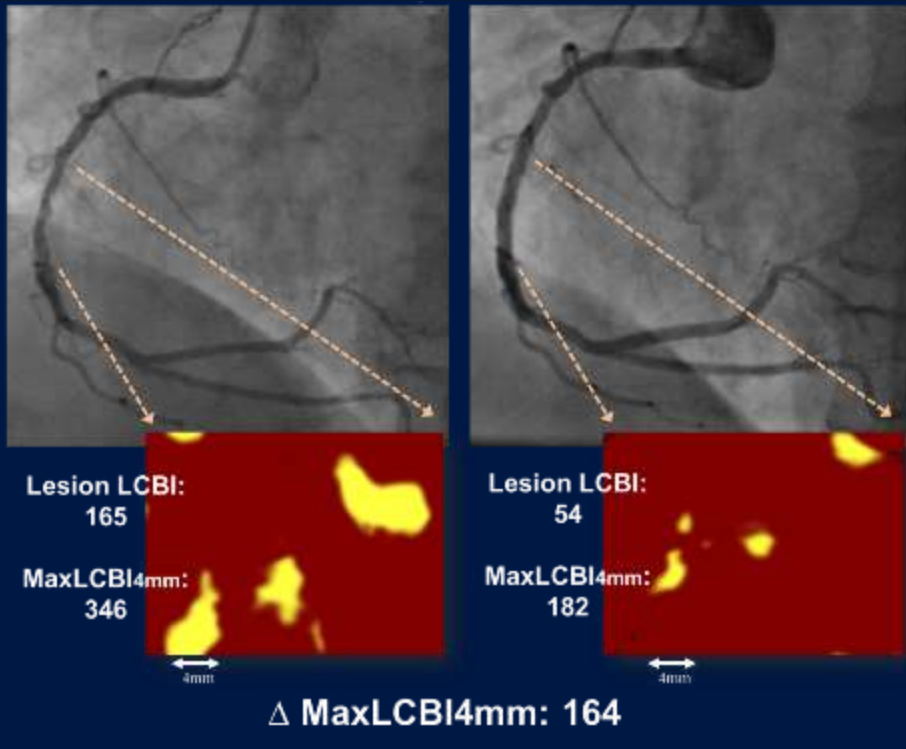 Lesion LCBI:
165
MaxLCBI4mm:
346
4mm
Lesion LCBI:
54
MaxLCBI4mm:
182
4mm
Δ MaxLCBI4mm: 164